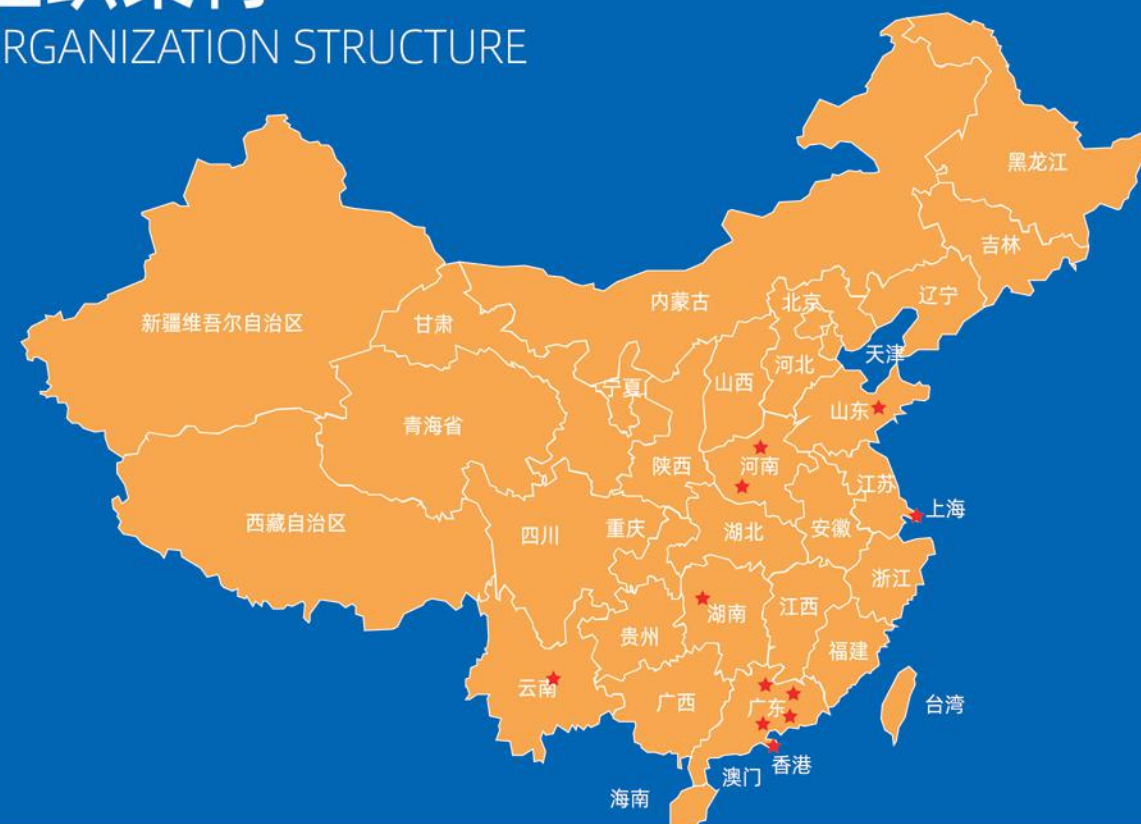 组织架构
RGANIZATION STRUCTURE
黑龙江
吉林
辽宁
内蒙古
北京
新疆维吾尔自治区
甘肃
天津
河北
山西
宁夏
山东
青海省
陕西
河南
江苏
上海
西藏自治区
四川
重庆
湖北
安徽
浙江
江西
湖南
贵州
福建
云南
广西
广东
台湾
香港
澳门
海南